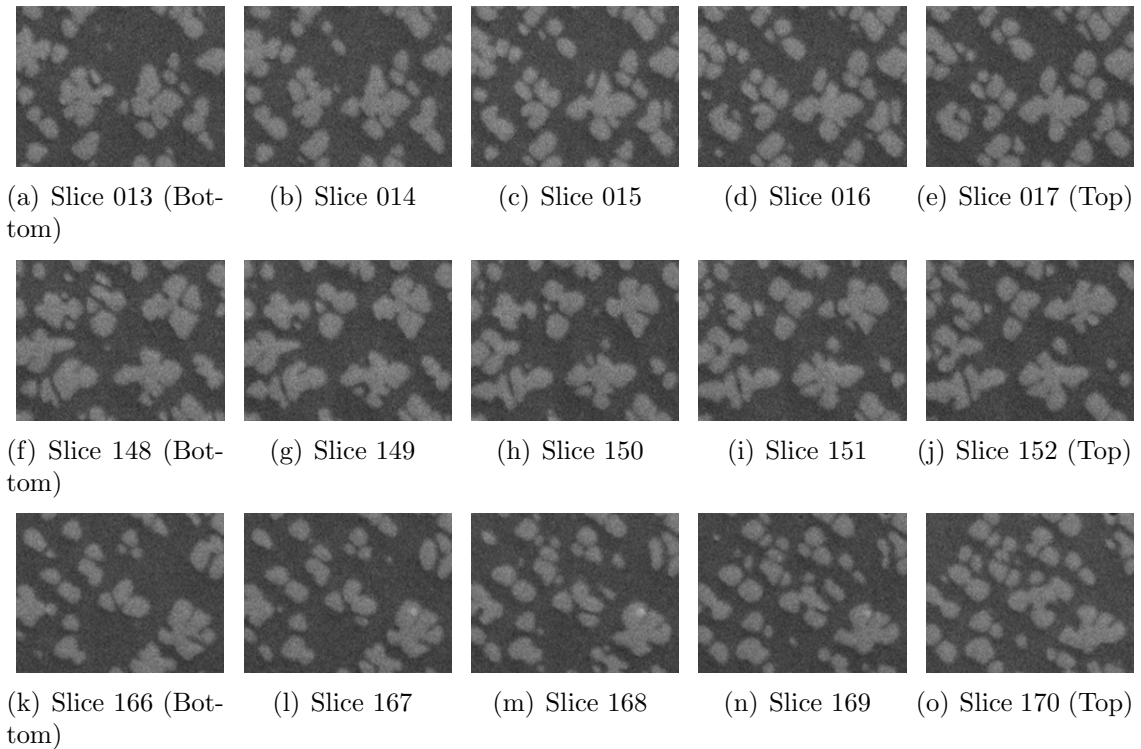 (a) Slice 013 (Bot-
tom)
(b) Slice 014
(c) Slice 015
(d) Slice 016
(e) Slice 017 (Top)
(f) Slice 148 (Bot-
tom)
(g) Slice 149
(h) Slice 150
(i) Slice 151
(j) Slice 152 (Top)
(k) Slice 166 (Bot-
tom)
(l) Slice 167
(m) Slice 168
(n) Slice 169
(o) Slice 170 (Top)